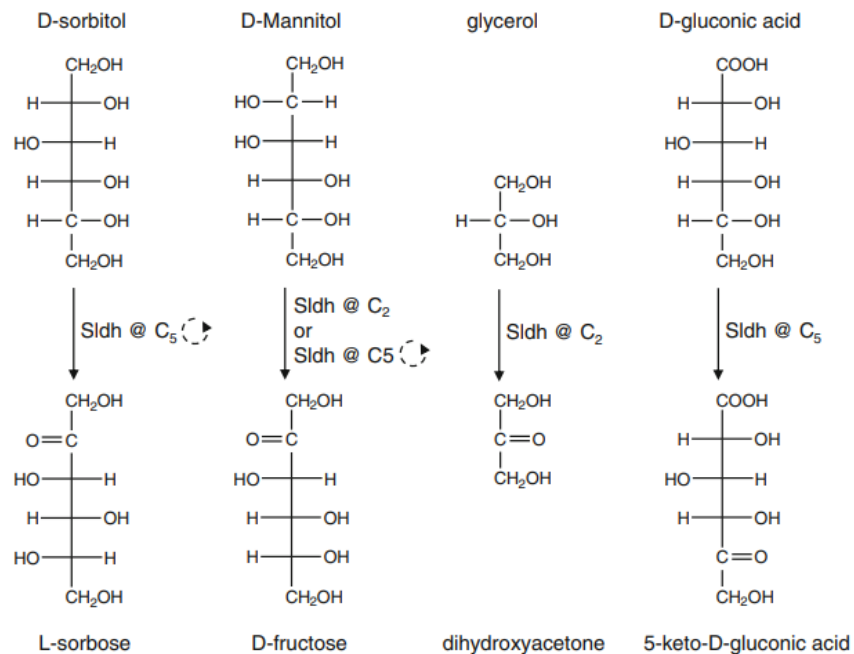 D-sorbitol D-Mannitol glycerol D-gluconic acid
CH₂OH CH₂OH COOH
H OH HO C H H OH
HO H HO H HO H
H OH H OH CH₂OH H OH
H C OH H C OH H C OH H C OH
CH₂OH CH₂OH CH₂OH CH₂OH
Sldh @ C₅ Sldh @ C₂ Sldh @ C₂ Sldh @ C₅
or
Sldh @ C5
CH₂OH CH₂OH CH₂OH COOH
O=C O=C C=O H OH
HO H HO H CH₂OH HO H
H OH H OH H OH
HO H H OH C=O
CH₂OH CH₂OH CH₂OH
L-sorbose D-fructose dihydroxyacetone 5-keto-D-gluconic acid